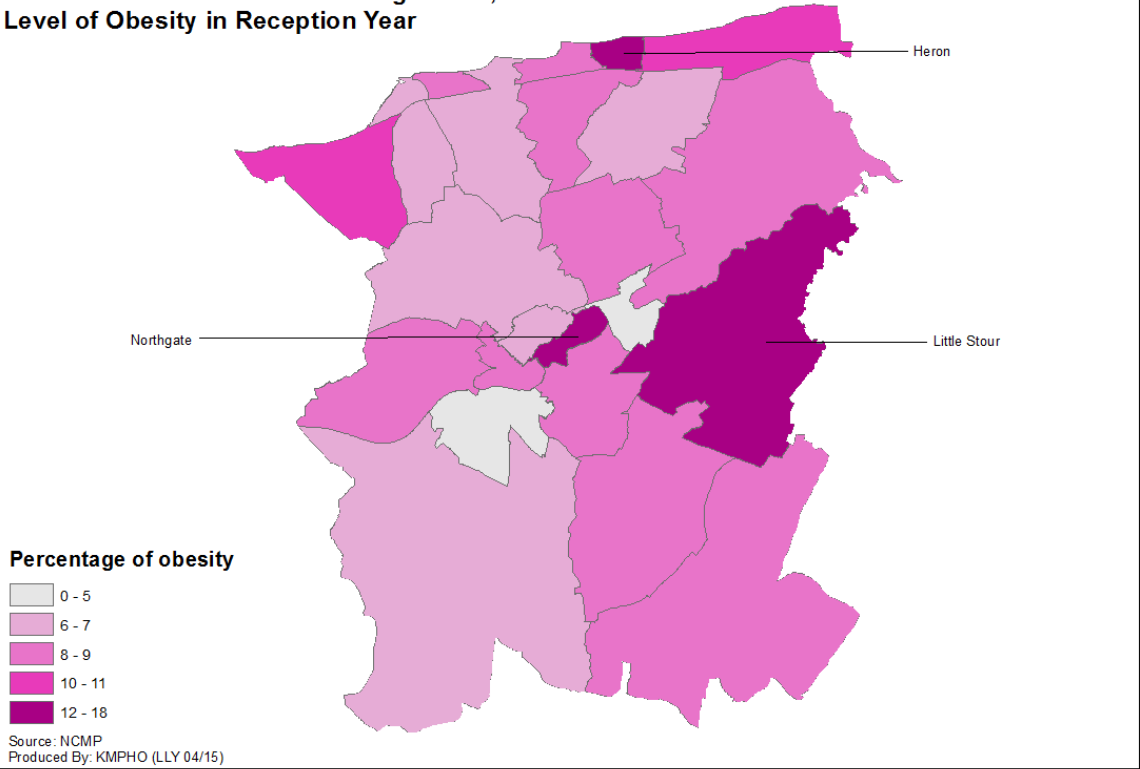 Level of Obesity in Reception Year
Heron
Northgate
Little Stour
Percentage of obesity
0 - 5
6 - 7
8 - 9
10 - 11
12 - 18
Source: NCMP
Produced By: KMPHO (LLY 04/15)